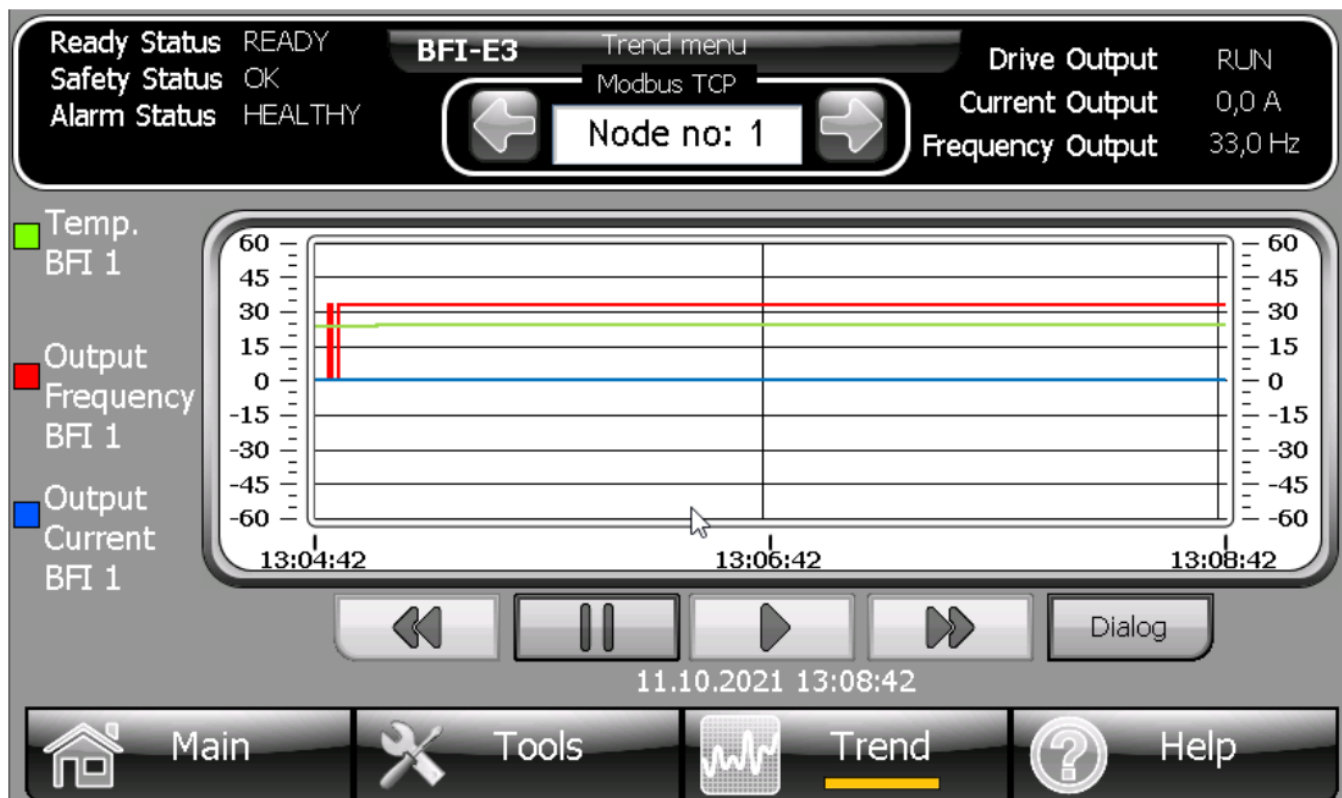 Ready Status READY
Safety Status OK
Alarm Status HEALTHY
BFI-E3 Trend menu
Modbus TCP
Node no: 1
Drive Output RUN
Current Output 0,0 A
Frequency Output 33,0 Hz
Temp.
BFI 1
Output
Frequency
BFI 1
Output
Current
BFI 1
60
45
30
15
0
-15
-30
-45
-60
60
45
30
15
0
-15
-30
-45
-60
13:04:42 13:06:42 13:08:42
Dialog
11.10.2021 13:08:42
Main Tools Trend Help